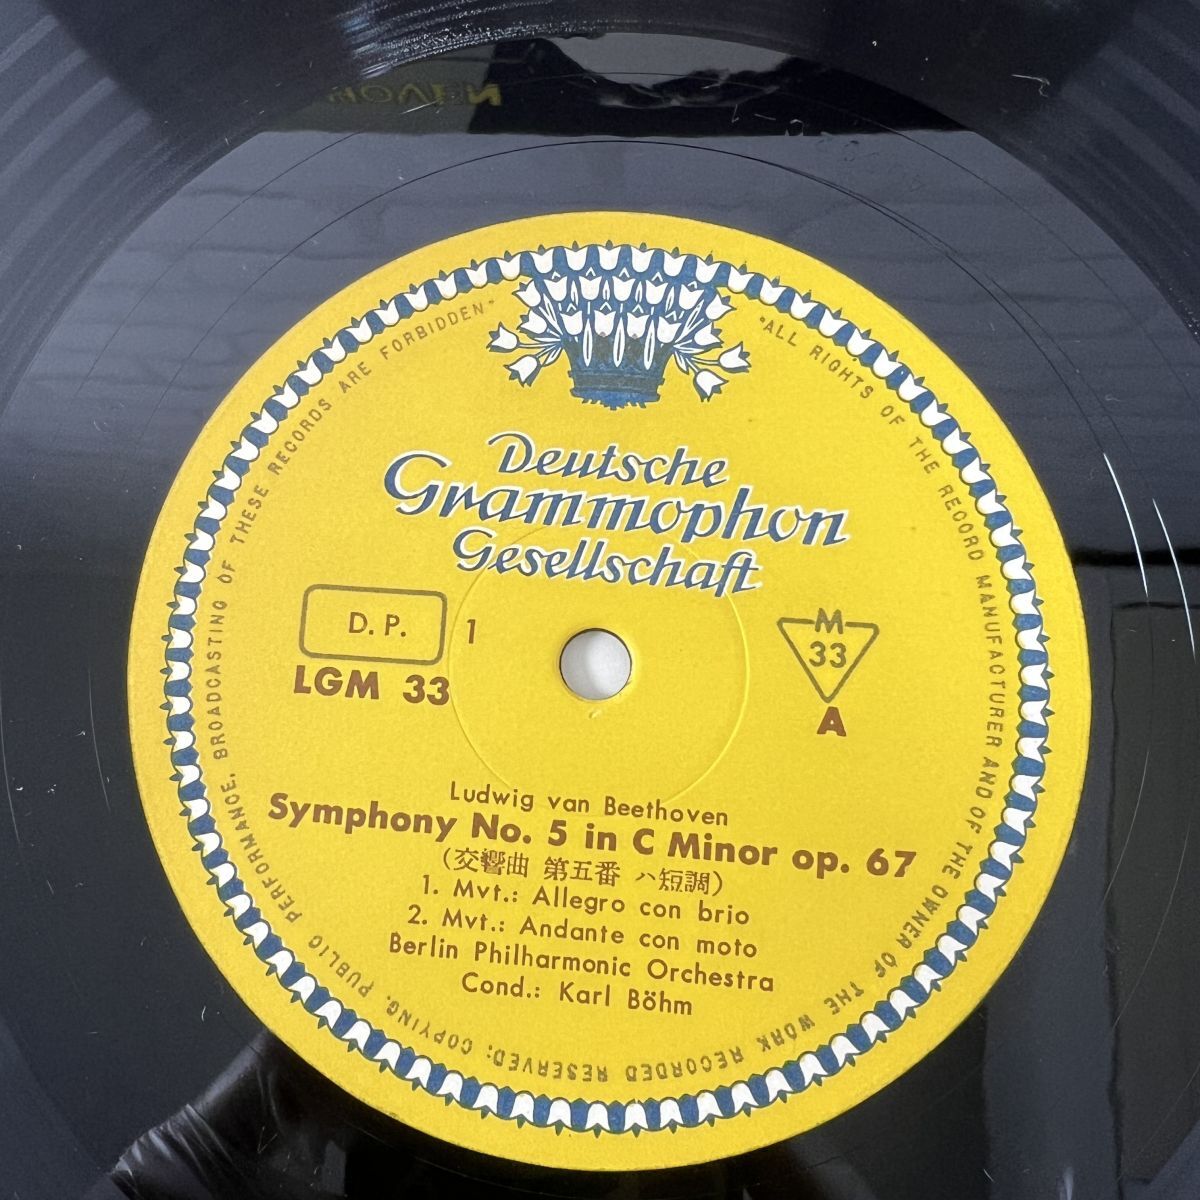 Deutsche
Grammophon
Gesellschaft
D. P. 1
LGM 33
M
33
A
Ludwig van Beethoven
Symphony No. 5 in C Minor op. 67
(交響曲 第五番 ハ短調)
1. Mvt.: Allegro con brio
2. Mvt.: Andante con moto
Berlin Philharmonic Orchestra
Cond.: Karl Böhm
"ALL RIGHTS OF THE RECORD MANUFACTURER AND OF THE OWNER OF THE WORK RECORDED RESERVED: COPYING, PUBLIC PERFORMANCE, BROADCASTING OF THESE RECORDS ARE FORBIDDEN"